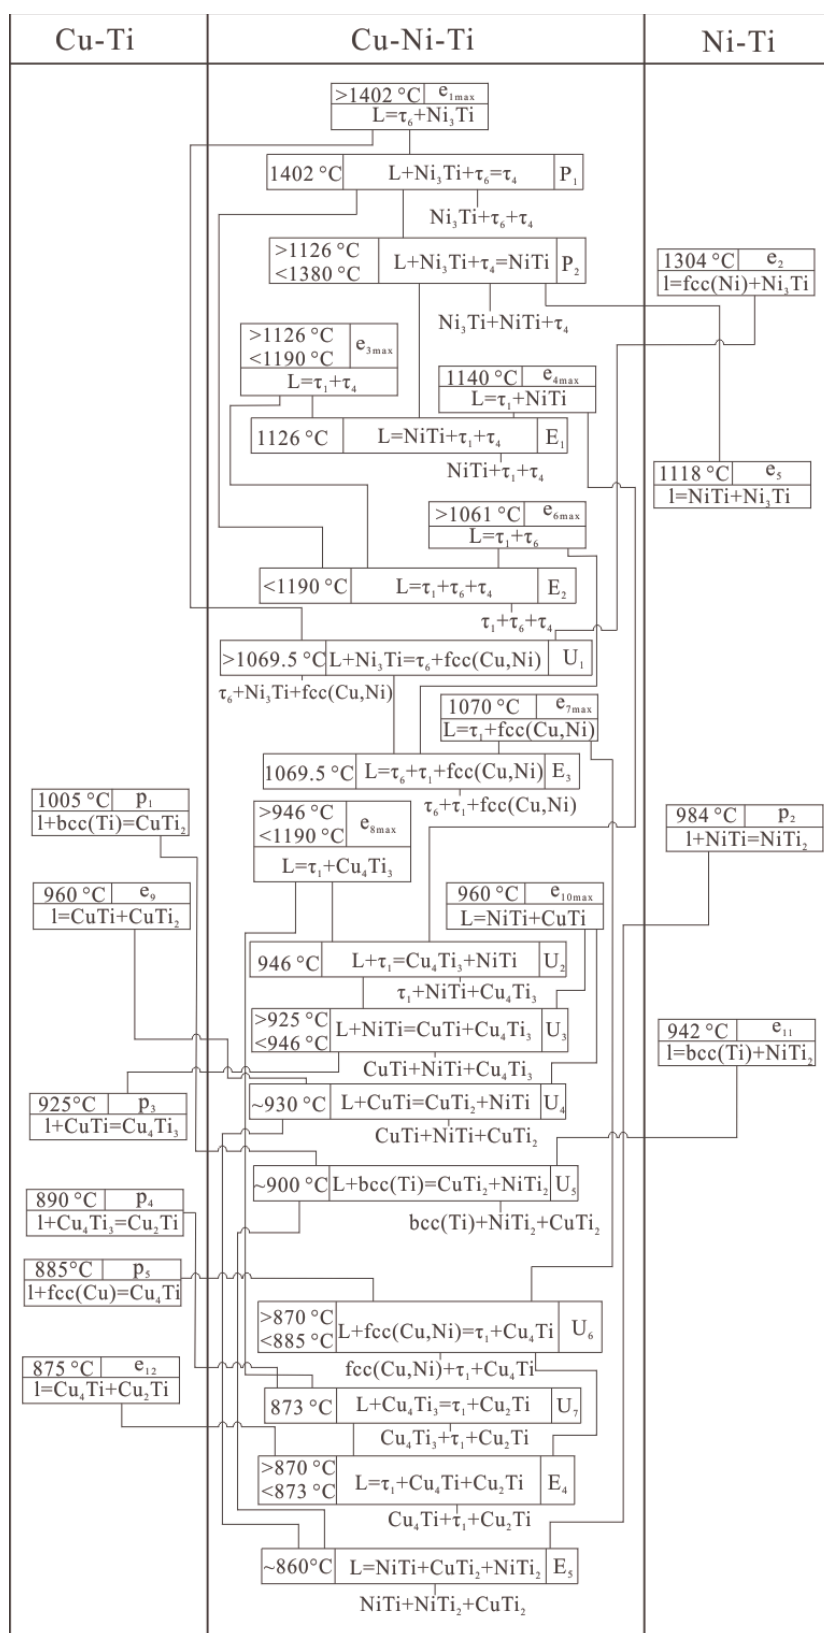 Cu-Ti
Cu-Ni-Ti
Ni-Ti
>1402 °C e₁ₘₐₓ
L=τ₆+Ni₃Ti
1402 °C L+Ni₃Ti+τ₆=τ₄ P₁
Ni₃Ti+τ₆+τ₄
>1126 °C
<1380 °C
L+Ni₃Ti+τ₄=NiTi P₂
Ni₃Ti+NiTi+τ₄
1304 °C e₂
l=fcc(Ni)+Ni₃Ti
>1126 °C
<1190 °C
e₃ₘₐₓ
L=τ₁+τ₄
1140 °C e₄ₘₐₓ
L=τ₁+NiTi
1126 °C L=NiTi+τ₁+τ₄ E₁
NiTi+τ₁+τ₄
1118 °C e₅
l=NiTi+Ni₃Ti
>1061 °C e₆ₘₐₓ
L=τ₁+τ₆
<1190 °C L=τ₁+τ₆+τ₄ E₂
τ₁+τ₆+τ₄
>1069.5 °C L+Ni₃Ti=τ₆+fcc(Cu,Ni) U₁
τ₆+Ni₃Ti+fcc(Cu,Ni)
1070 °C e₇ₘₐₓ
L=τ₁+fcc(Cu,Ni)
1069.5 °C L=τ₆+τ₁+fcc(Cu,Ni) E₃
τ₆+τ₁+fcc(Cu,Ni)
1005 °C p₁
l+bcc(Ti)=CuTi₂
>946 °C
<1190 °C
e₈ₘₐₓ
L=τ₁+Cu₄Ti₃
984 °C p₂
l+NiTi=NiTi₂
960 °C e₉
l=CuTi+CuTi₂
960 °C e₁₀ₘₐₓ
L=NiTi+CuTi
946 °C L+τ₁=Cu₄Ti₃+NiTi U₂
τ₁+NiTi+Cu₄Ti₃
>925 °C
<946 °C
L+NiTi=CuTi+Cu₄Ti₃ U₃
CuTi+NiTi+Cu₄Ti₃
942 °C e₁₁
l=bcc(Ti)+NiTi₂
925°C p₃
l+CuTi=Cu₄Ti₃
~930 °C L+CuTi=CuTi₂+NiTi U₄
CuTi+NiTi+CuTi₂
~900 °C L+bcc(Ti)=CuTi₂+NiTi₂ U₅
bcc(Ti)+NiTi₂+CuTi₂
890 °C p₄
l+Cu₄Ti₃=Cu₂Ti
885°C p₅
l+fcc(Cu)=Cu₄Ti
>870 °C
<885 °C
L+fcc(Cu,Ni)=τ₁+Cu₄Ti U₆
fcc(Cu,Ni)+τ₁+Cu₄Ti
875 °C e₁₂
l=Cu₄Ti+Cu₂Ti
873 °C L+Cu₄Ti₃=τ₁+Cu₂Ti U₇
Cu₄Ti₃+τ₁+Cu₂Ti
>870 °C
<873 °C
L=τ₁+Cu₄Ti+Cu₂Ti E₄
Cu₄Ti+τ₁+Cu₂Ti
~860°C L=NiTi+CuTi₂+NiTi₂ E₅
NiTi+NiTi₂+CuTi₂